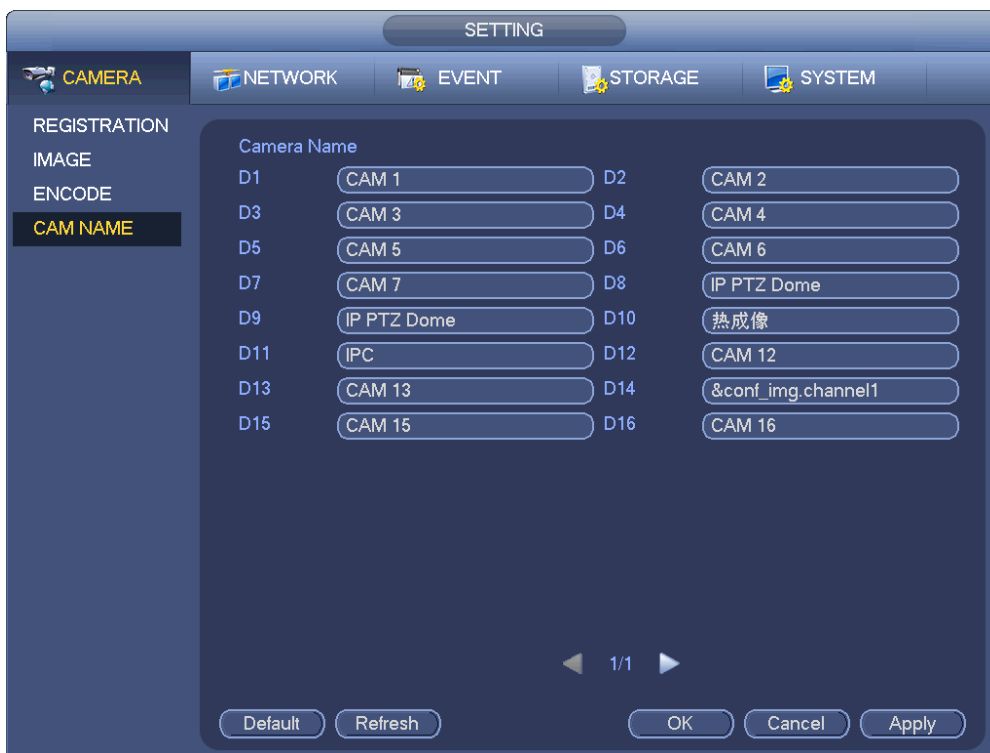 SETTING
CAMERA NETWORK EVENT STORAGE SYSTEM
REGISTRATION
IMAGE
ENCODE
CAM NAME
Camera Name
D1 CAM 1 D2 CAM 2
D3 CAM 3 D4 CAM 4
D5 CAM 5 D6 CAM 6
D7 CAM 7 D8 IP PTZ Dome
D9 IP PTZ Dome D10 热成像
D11 IPC D12 CAM 12
D13 CAM 13 D14 &conf_img.channel1
D15 CAM 15 D16 CAM 16
1/1
Default Refresh OK Cancel Apply